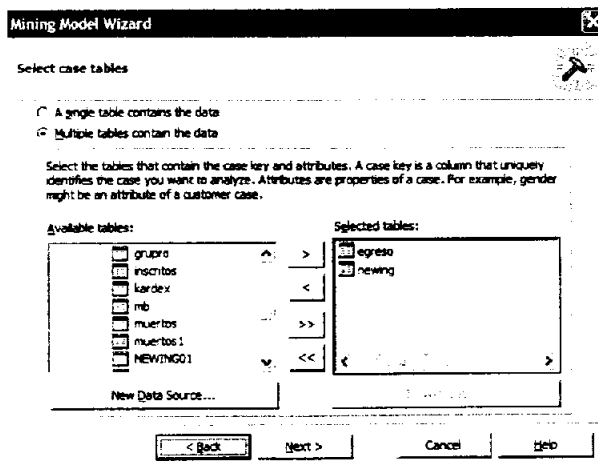 Mining Model Wizard
Select case tables
A single table contains the data
Multiple tables contain the data
Select the tables that contain the case key and attributes. A case key is a column that uniquely
identifies the case you want to analyze. Attributes are properties of a case. For example, gender
might be an attribute of a customer case.
Available tables:
grupro
inscritos
kardex
mb
muertos
muertos1
NEWING01
>
<
>>
<<
Selected tables:
egreso
newing
New Data Source...
< Back
Next >
Cancel
Help